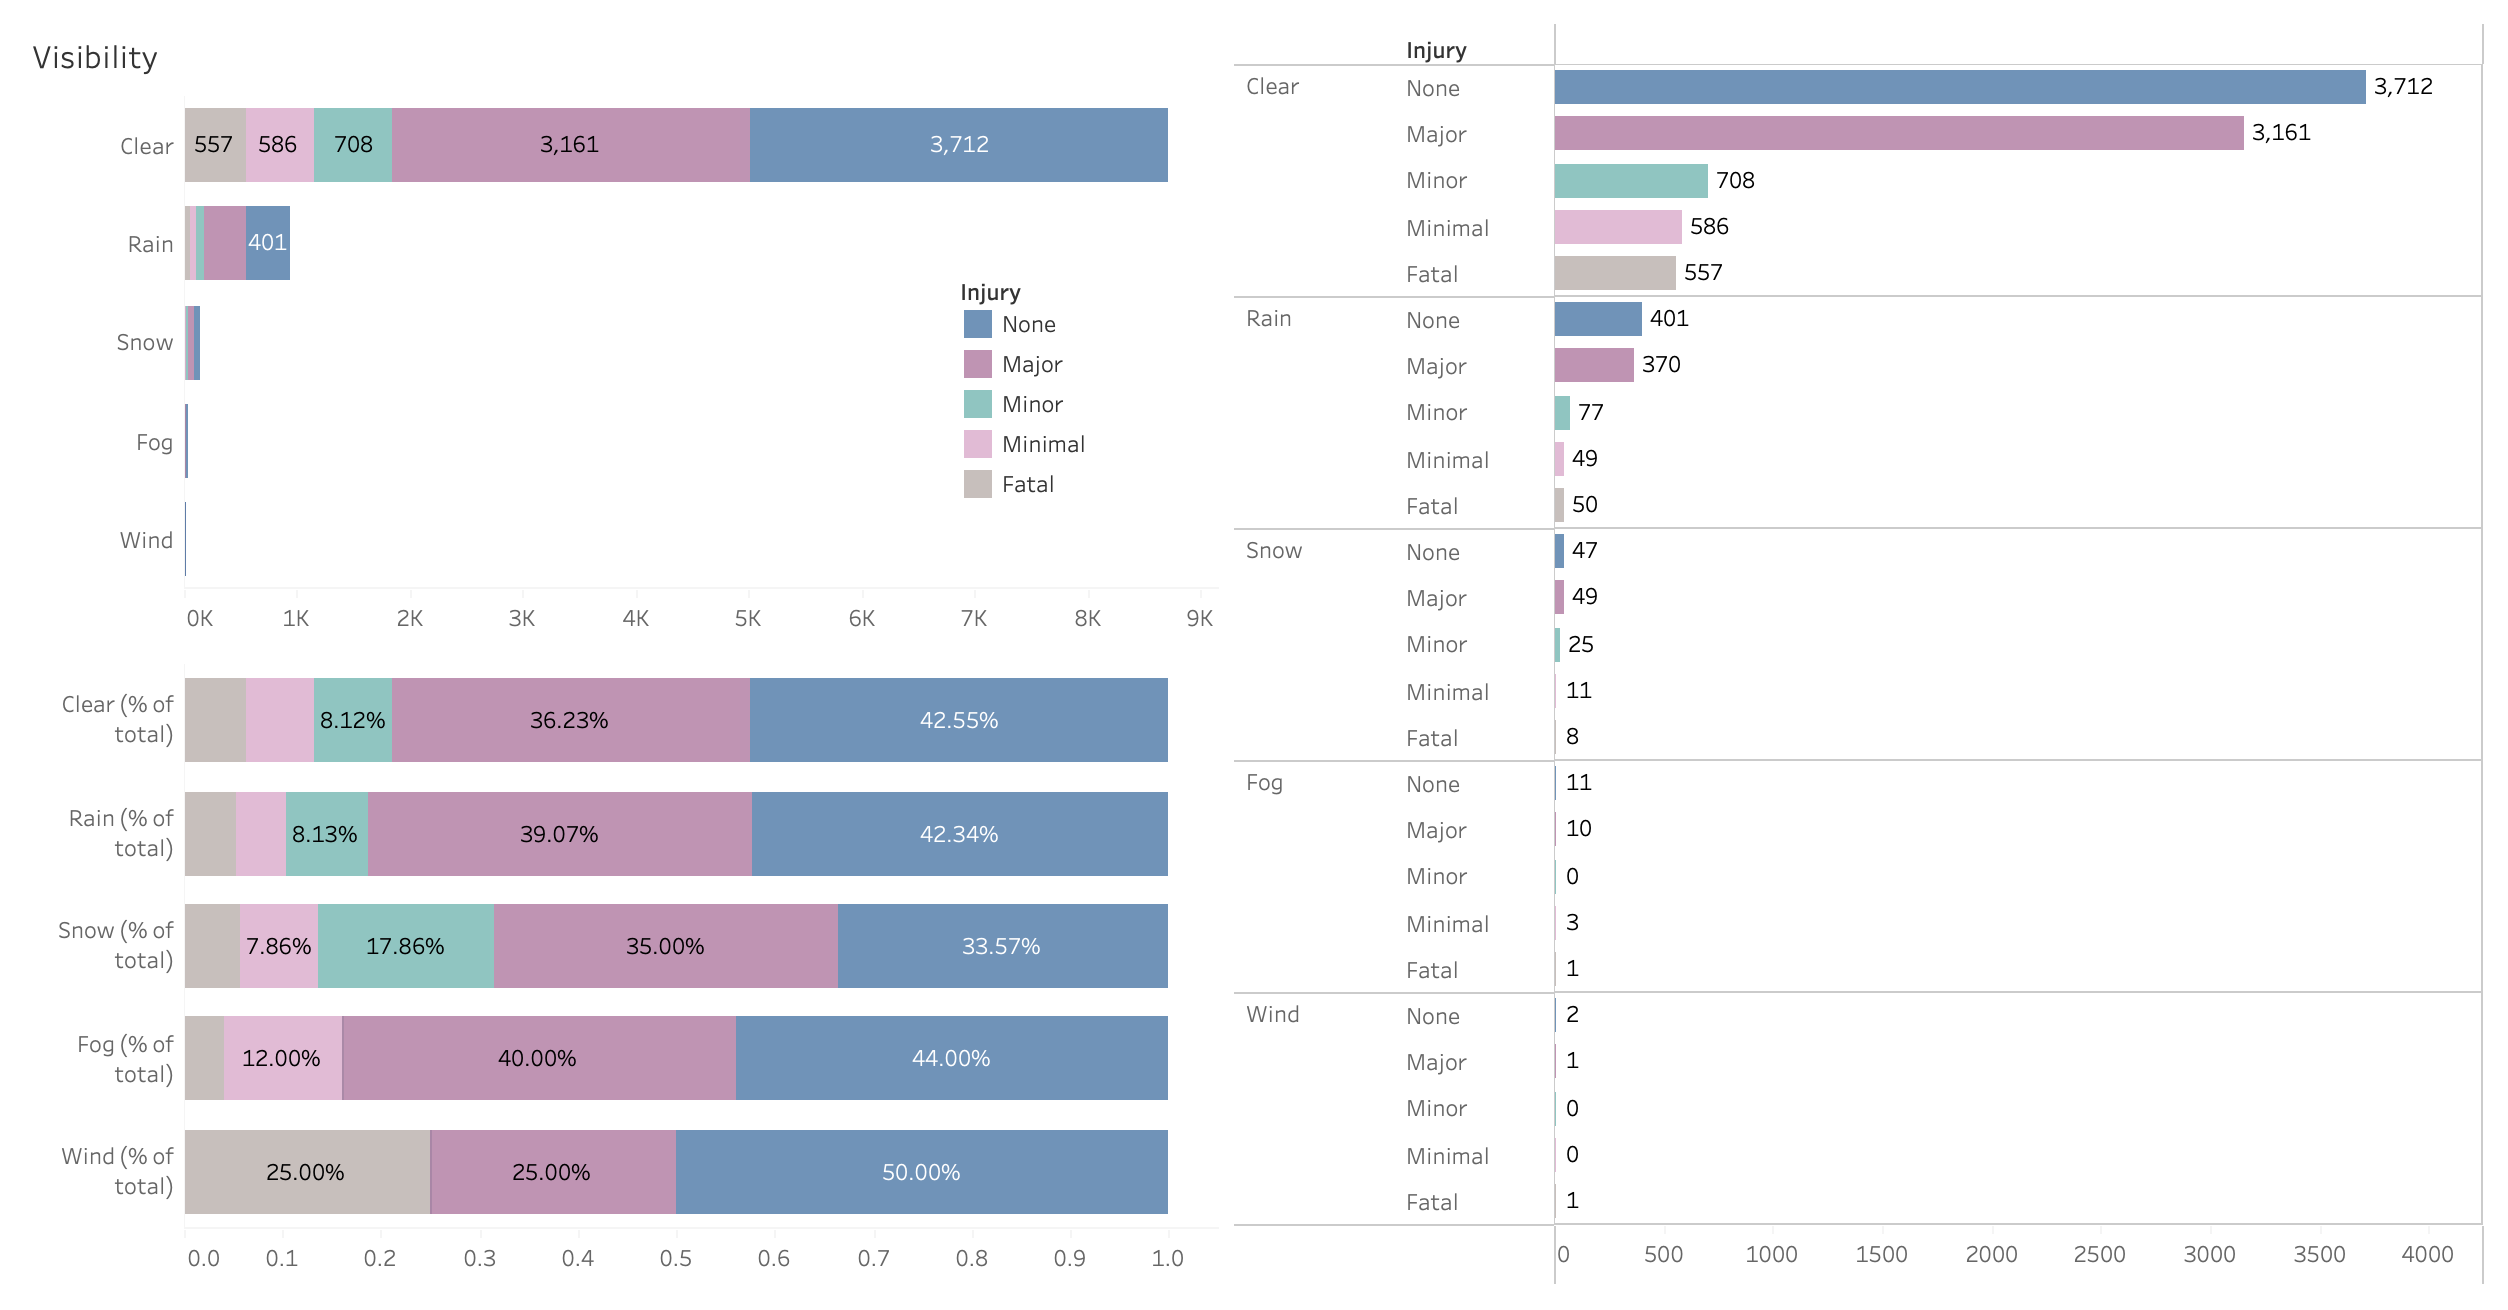 Visibility
Clear
557
586
708
3,161
3,712
Rain
401
Snow
Fog
Wind
0K
1K
2K
3K
4K
5K
6K
7K
8K
9K
Injury
None
Major
Minor
Minimal
Fatal
Clear (% of
total)
8.12%
36.23%
42.55%
Rain (% of
total)
8.13%
39.07%
42.34%
Snow (% of
total)
7.86%
17.86%
35.00%
33.57%
Fog (% of
total)
12.00%
40.00%
44.00%
Wind (% of
total)
25.00%
25.00%
50.00%
0.0
0.1
0.2
0.3
0.4
0.5
0.6
0.7
0.8
0.9
1.0
Injury
Clear
None
3,712
Major
3,161
Minor
708
Minimal
586
Fatal
557
Rain
None
401
Major
370
Minor
77
Minimal
49
Fatal
50
Snow
None
47
Major
49
Minor
25
Minimal
11
Fatal
8
Fog
None
11
Major
10
Minor
0
Minimal
3
Fatal
1
Wind
None
2
Major
1
Minor
0
Minimal
0
Fatal
1
0
500
1000
1500
2000
2500
3000
3500
4000